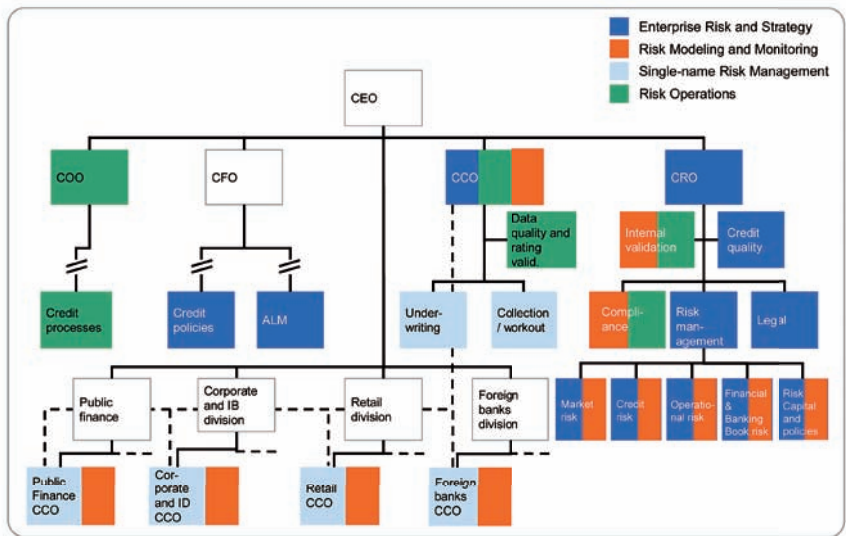 Enterprise Risk and Strategy
Risk Modeling and Monitoring
Single-name Risk Management
Risk Operations
CEO
COO
CFO
CCO
CRO
Data
quality and
rating
valid.
Internal
validation
Credit
quality
Credit
processes
Credit
policies
ALM
Under-
writing
Collection
/ workout
Compli-
ance
Risk
man-
agement
Legal
Public
finance
Corporate
and IB
division
Retail
division
Foreign
banks
division
Market
risk
Credit
risk
Operatio-
nal risk
Financial
&
Banking
Book risk
Risk
Capital
and
policies
Public
Finance
CCO
Cor-
porate
and ID
CCO
Retail
CCO
Foreign
banks
CCO